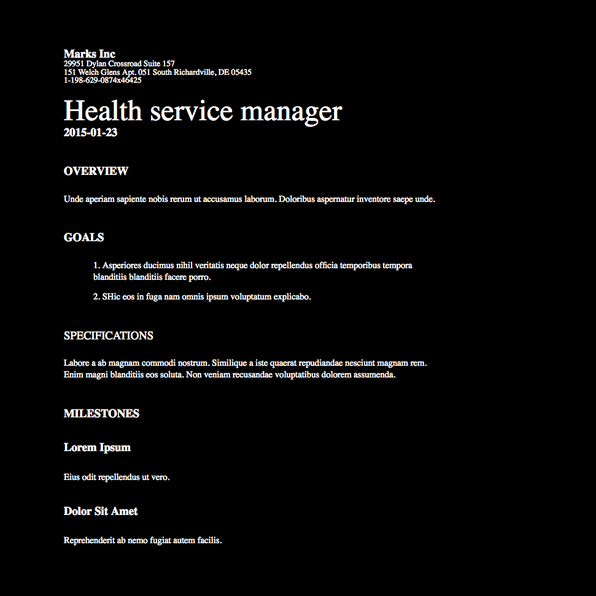 Marks Inc
29951 Dylan Crossroad Suite 157
151 Welch Glens Apt. 051 South Richardville, DE 05435
1-198-629-0874x46425
Health service manager
2015-01-23
OVERVIEW
Unde aperiam sapiente nobis rerum ut accusamus laborum. Doloribus aspernatur inventore saepe unde.
GOALS
1. Asperiores ducimus nihil veritatis neque dolor repellendus officia temporibus tempora
blanditiis blanditiis facere porro.
2. SHic eos in fuga nam omnis ipsum voluptatum explicabo.
SPECIFICATIONS
Labore a ab magnam commodi nostrum. Similique a iste quaerat repudiandae nesciunt magnam rem.
Enim magni blanditiis eos soluta. Non veniam recusandae voluptatibus dolorem assumenda.
MILESTONES
Lorem Ipsum
Eius odit repellendus ut vero.
Dolor Sit Amet
Reprehenderit ab nemo fugiat autem facilis.